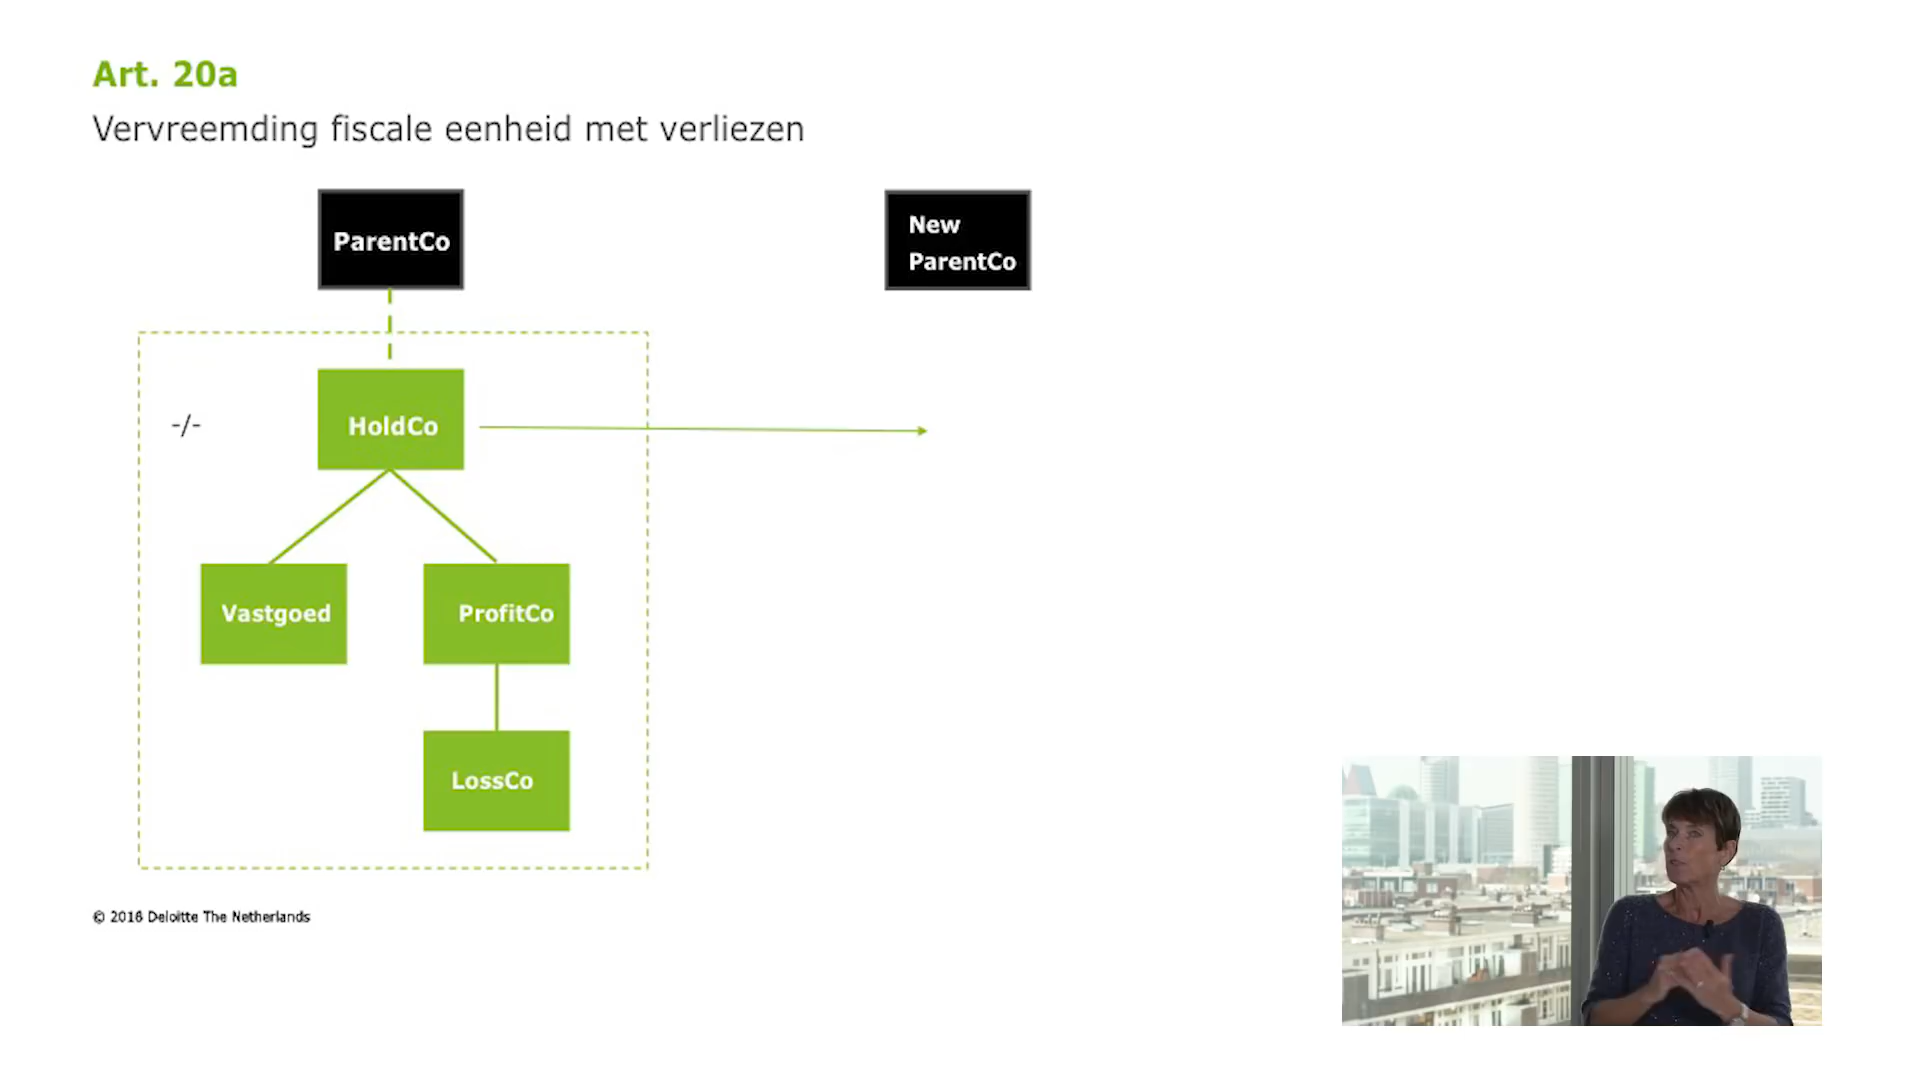 Art. 20a
Vervreemding fiscale eenheid met verliezen
ParentCo
New
ParentCo
-/-
HoldCo
Vastgoed
ProfitCo
LossCo
© 2016 Deloitte The Netherlands